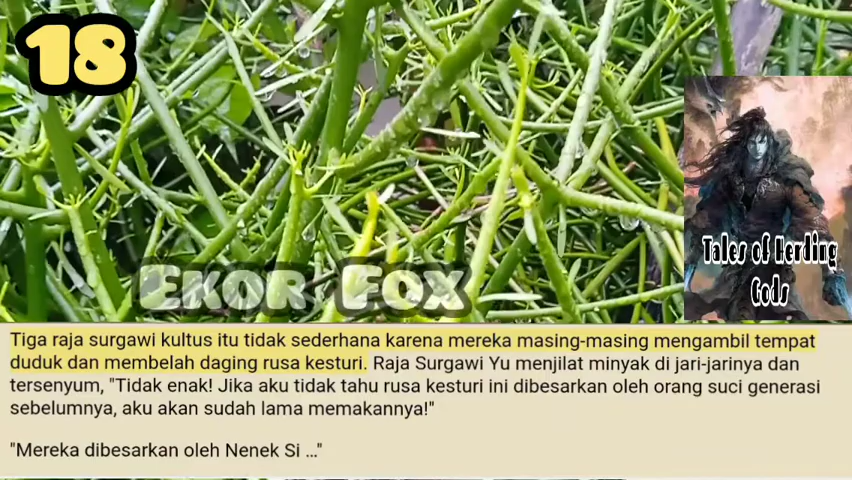 18
Tales of Herding
Gods
Ekor Fox
Tiga raja surgawi kultus itu tidak sederhana karena mereka masing-masing mengambil tempat
duduk dan membelah daging rusa kesturi. Raja Surgawi Yu menjilat minyak di jari-jarinya dan
tersenyum, "Tidak enak! Jika aku tidak tahu rusa kesturi ini dibesarkan oleh orang suci generasi
sebelumnya, aku akan sudah lama memakannya!"
"Mereka dibesarkan oleh Nenek Si ..."